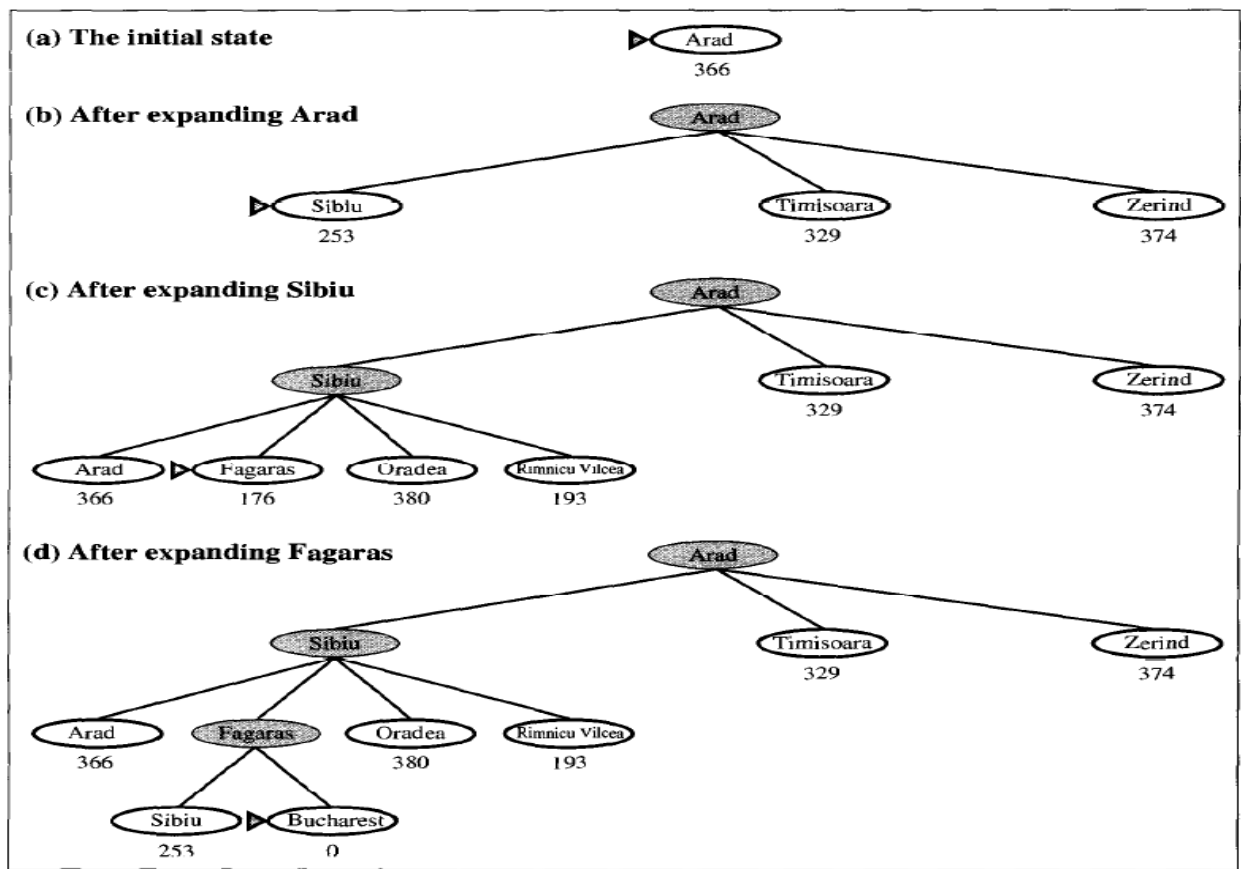 (a) The initial state
Arad
366
(b) After expanding Arad
Arad
Sibiu Timisoara Zerind
253 329 374
(c) After expanding Sibiu
Arad
Sibiu Timisoara Zerind
329 374
Arad Fagaras Oradea Rimnicu Vilcea
366 176 380 193
(d) After expanding Fagaras
Arad
Sibiu Timisoara Zerind
329 374
Arad Fagaras Oradea Rimnicu Vilcea
366 380 193
Sibiu Bucharest
253 0